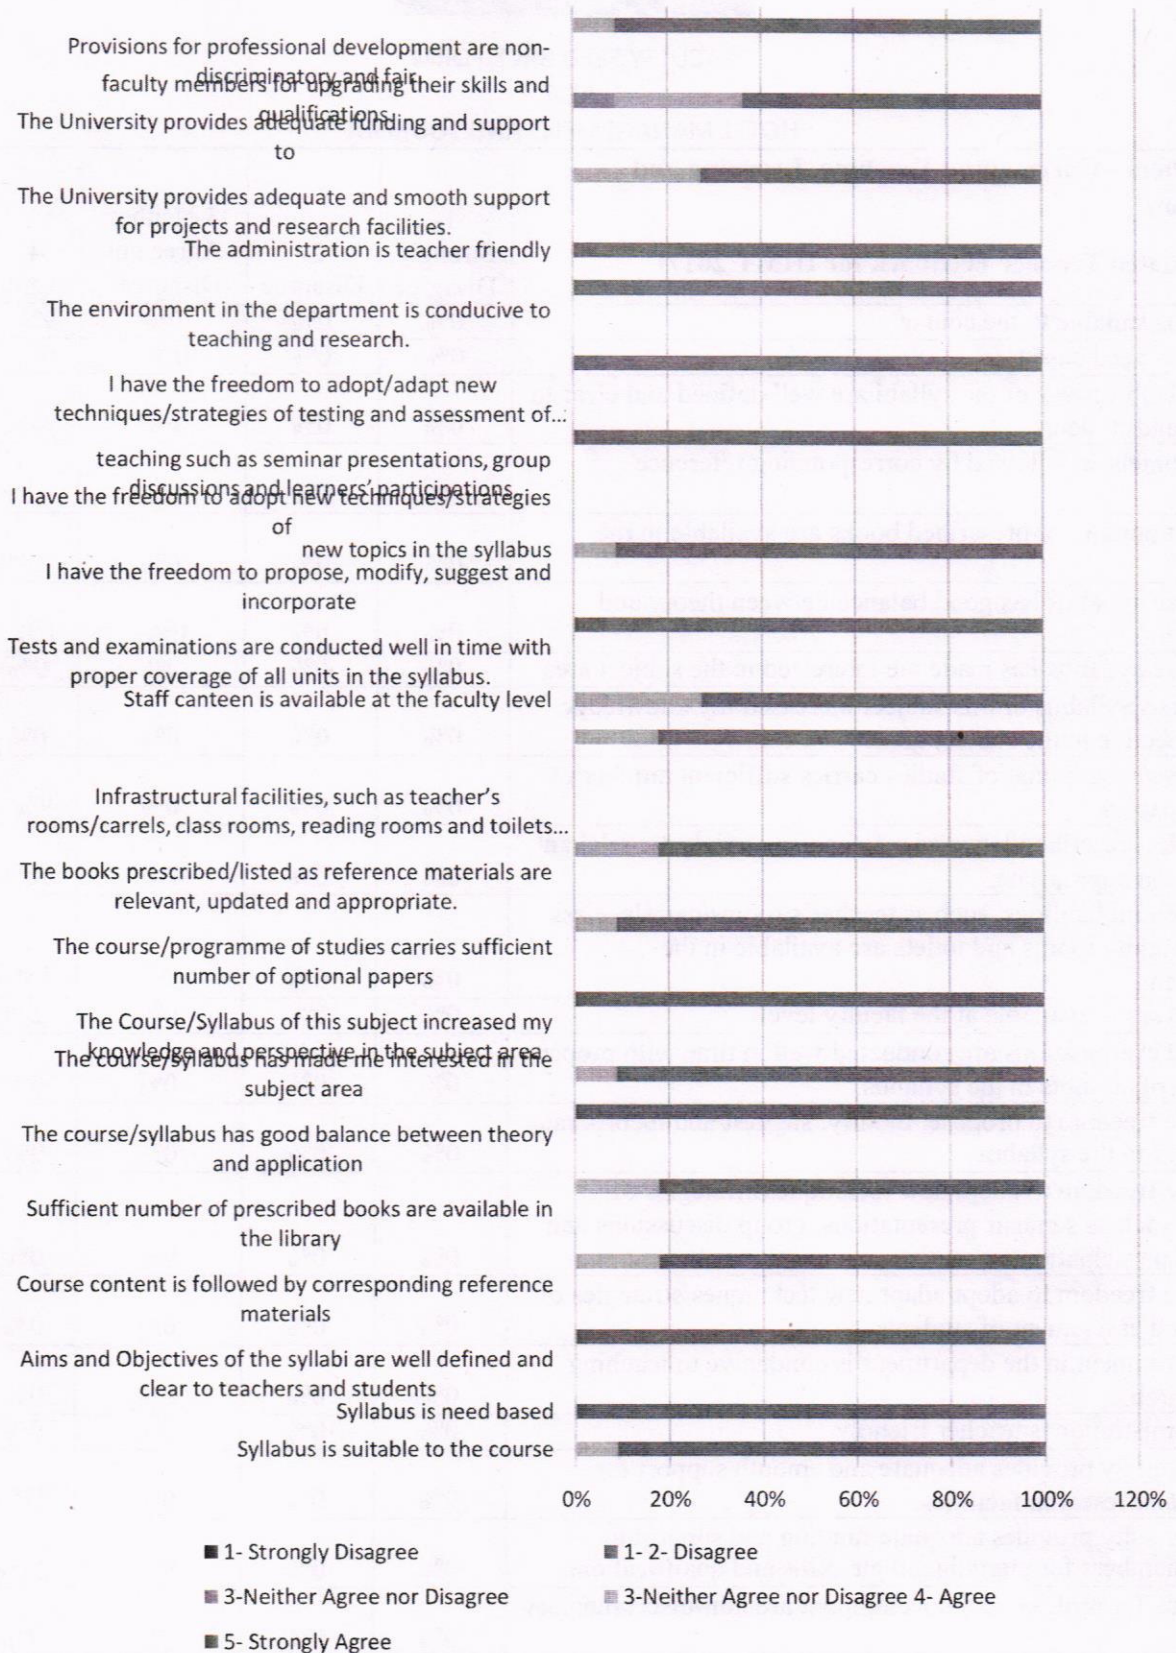 Provisions for professional development are non-
discriminatory and fair
faculty members for upgrading their skills and
qualifications
The University provides adequate funding and support
to
The University provides adequate and smooth support
for projects and research facilities.
The administration is teacher friendly
The environment in the department is conducive to
teaching and research.
I have the freedom to adopt/adapt new
techniques/strategies of testing and assessment of...
teaching such as seminar presentations, group
discussions and learners' participations
I have the freedom to adopt new techniques/strategies
of
new topics in the syllabus
I have the freedom to propose, modify, suggest and
incorporate
Tests and examinations are conducted well in time with
proper coverage of all units in the syllabus.
Staff canteen is available at the faculty level
Infrastructural facilities, such as teacher's
rooms/carrels, class rooms, reading rooms and toilets...
The books prescribed/listed as reference materials are
relevant, updated and appropriate.
The course/programme of studies carries sufficient
number of optional papers
The Course/Syllabus of this subject increased my
knowledge and perspective in the subject area
The course/syllabus has made me interested in the
subject area
The course/syllabus has good balance between theory
and application
Sufficient number of prescribed books are available in
the library
Course content is followed by corresponding reference
materials
Aims and Objectives of the syllabi are well defined and
clear to teachers and students
Syllabus is need based
Syllabus is suitable to the course
0% 20% 40% 60% 80% 100% 120%
1- Strongly Disagree
1- 2- Disagree
3-Neither Agree nor Disagree
3-Neither Agree nor Disagree 4- Agree
5- Strongly Agree